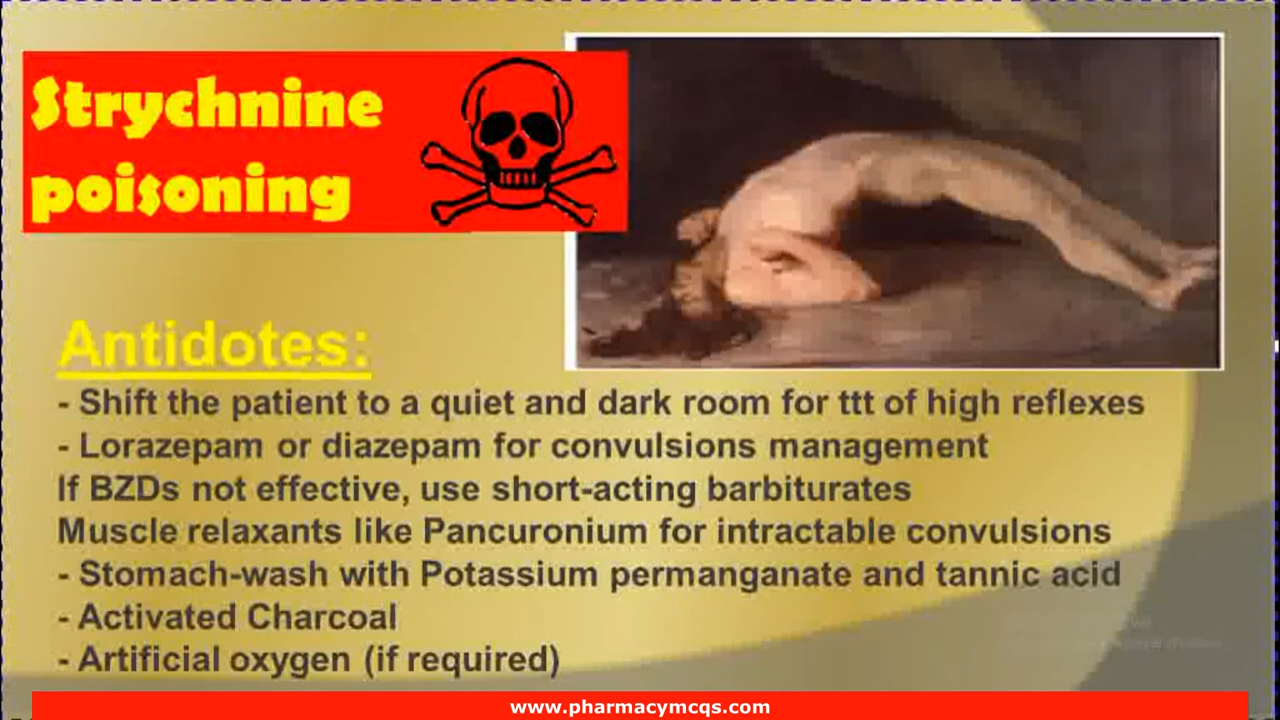 Strychnine
poisoning
Antidotes:
- Shift the patient to a quiet and dark room for ttt of high reflexes
- Lorazepam or diazepam for convulsions management
If BZDs not effective, use short-acting barbiturates
Muscle relaxants like Pancuronium for intractable convulsions
- Stomach-wash with Potassium permanganate and tannic acid
- Activated Charcoal
- Artificial oxygen (if required)
www.pharmacymcqs.com